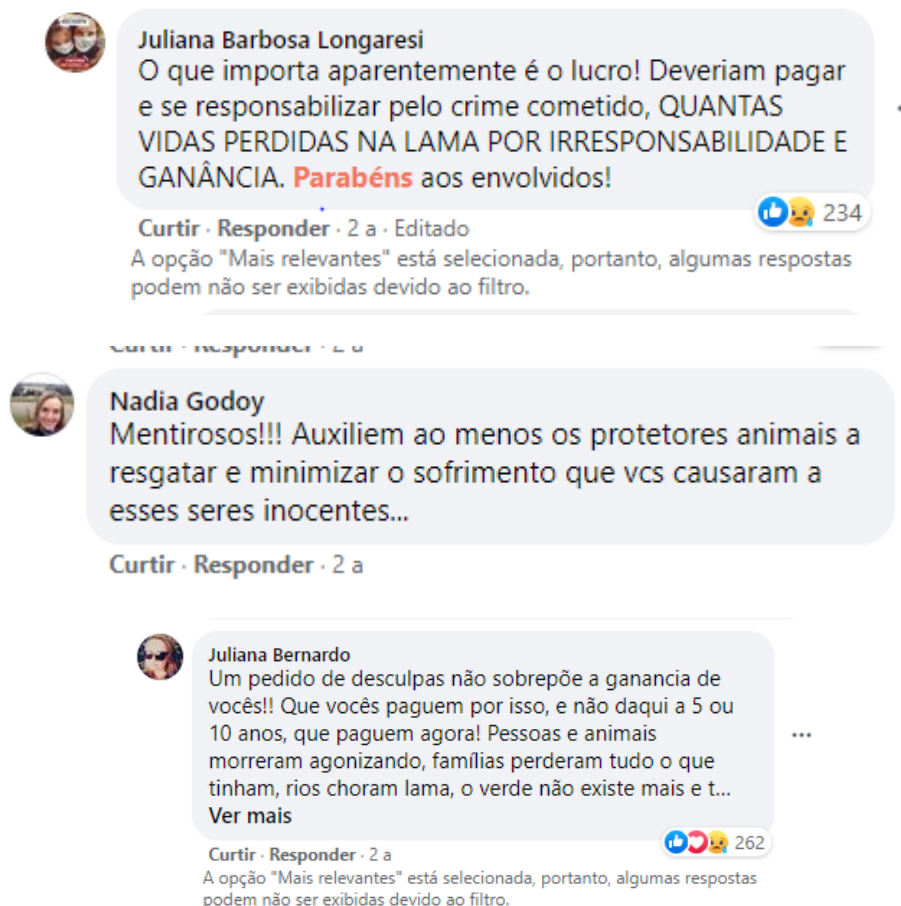 Juliana Barbosa Longaresi
O que importa aparentemente é o lucro! Deveriam pagar
e se responsabilizar pelo crime cometido, QUANTAS
VIDAS PERDIDAS NA LAMA POR IRRESPONSABILIDADE E
GANÂNCIA. Parabéns aos envolvidos!
234
Curtir · Responder · 2 a · Editado
A opção "Mais relevantes" está selecionada, portanto, algumas respostas
podem não ser exibidas devido ao filtro.
Curtir · Responder · 2 a
Nadia Godoy
Mentirosos!!! Auxiliem ao menos os protetores animais a
resgatar e minimizar o sofrimento que vcs causaram a
esses seres inocentes...
Curtir · Responder · 2 a
Juliana Bernardo
Um pedido de desculpas não sobrepõe a ganancia de
vocês!! Que vocês paguem por isso, e não daqui a 5 ou
10 anos, que paguem agora! Pessoas e animais
morreram agonizando, famílias perderam tudo o que
tinham, rios choram lama, o verde não existe mais e t...
Ver mais
262
Curtir · Responder · 2 a
A opção "Mais relevantes" está selecionada, portanto, algumas respostas
podem não ser exibidas devido ao filtro.